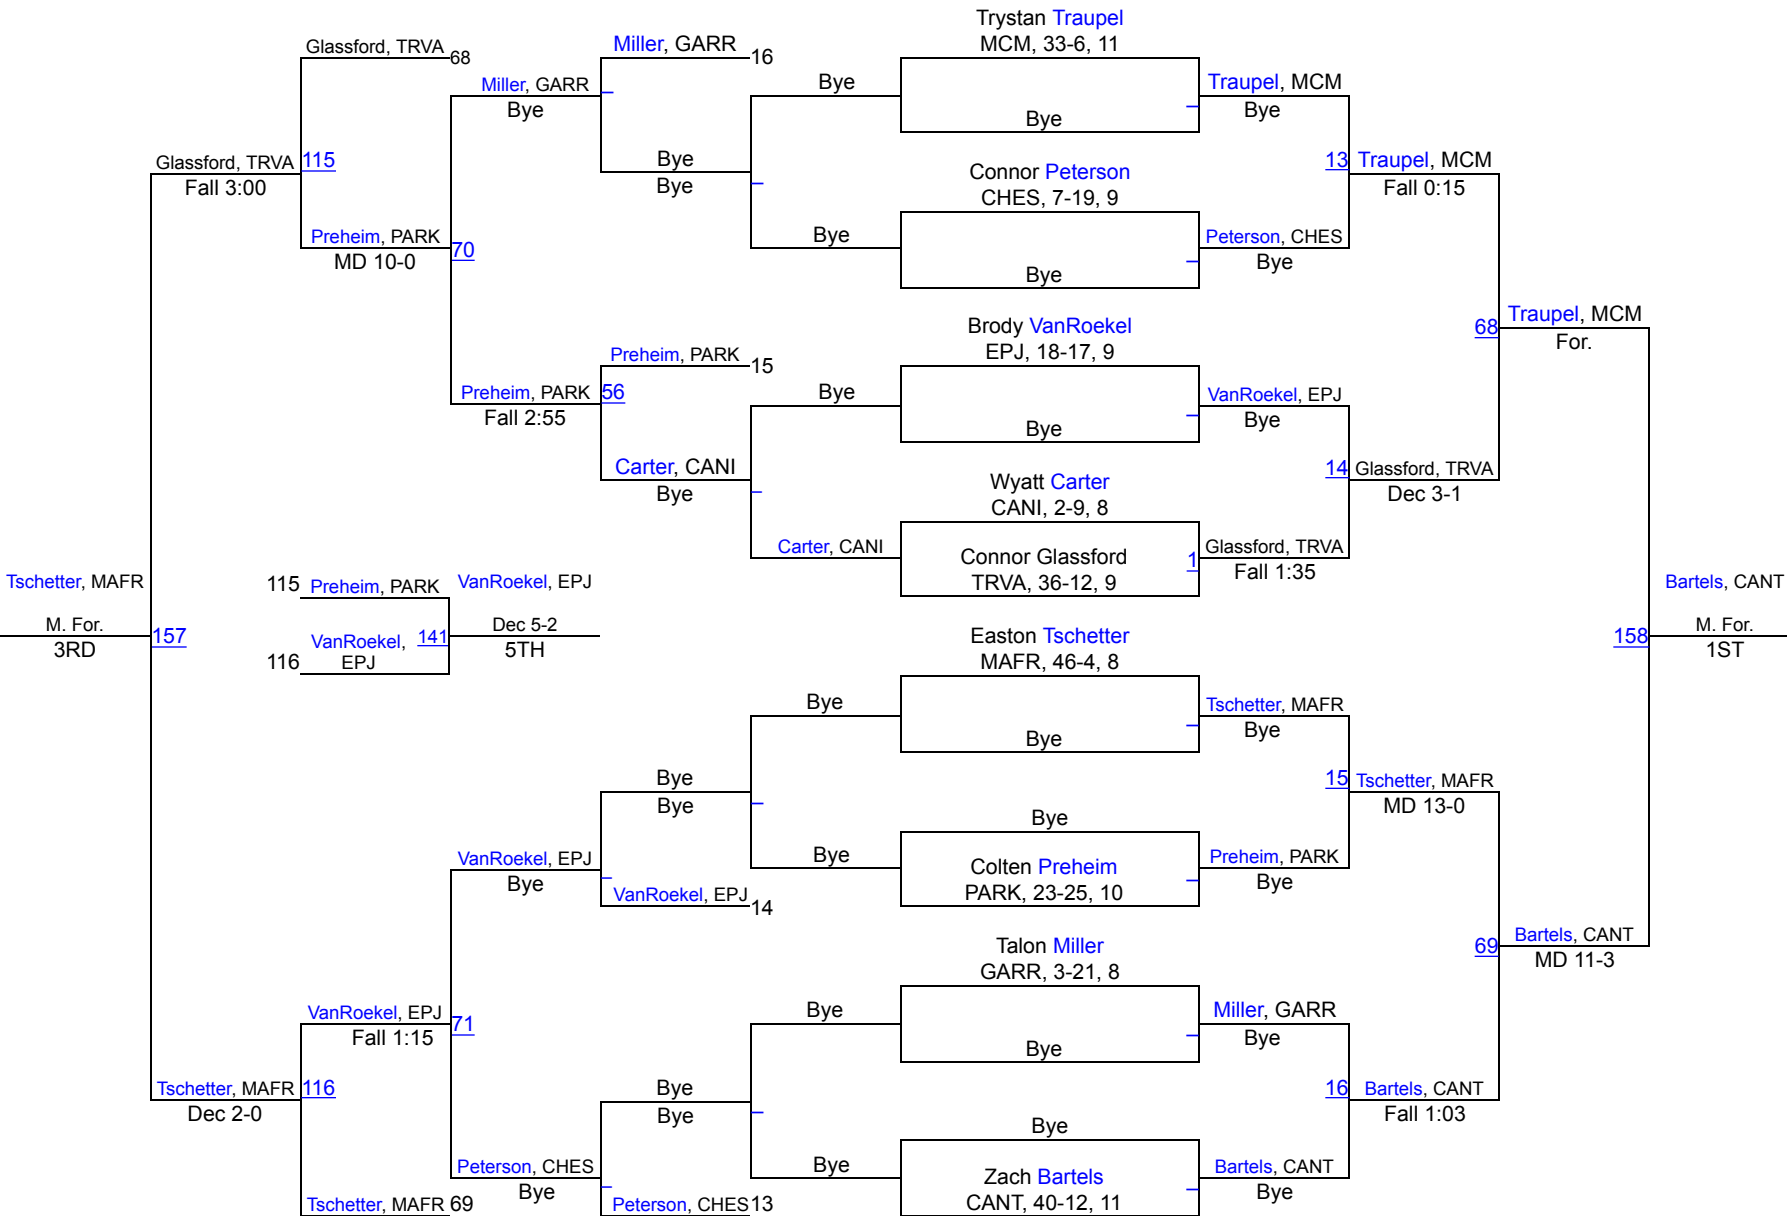 Trystan Traupel
MCM, 33-6, 11
Glassford, TRVA
68
Miller, GARR
16
Miller, GARR
Bye
Bye
Traupel, MCM
Bye
Bye
Glassford, TRVA
115
Fall 3:00
Bye
Bye
Connor Peterson
CHES, 7-19, 9
13
Traupel, MCM
Fall 0:15
Preheim, PARK
70
MD 10-0
Bye
Bye
Peterson, CHES
Bye
Brody VanRoekel
EPJ, 18-17, 9
68
Traupel, MCM
For.
Preheim, PARK
15
Preheim, PARK
56
Fall 2:55
Bye
Bye
VanRoekel, EPJ
Bye
Carter, CANI
Bye
Wyatt Carter
CANI, 2-9, 8
14
Glassford, TRVA
Dec 3-1
Carter, CANI
Connor Glassford
TRVA, 36-12, 9
1
Glassford, TRVA
Fall 1:35
Tschetter, MAFR
M. For.
3RD
157
115
Preheim, PARK
VanRoekel,
EPJ
116
141
VanRoekel, EPJ
Dec 5-2
5TH
Bartels, CANT
158
M. For.
1ST
Easton Tschetter
MAFR, 46-4, 8
Bye
Bye
Tschetter, MAFR
Bye
Bye
Bye
15
Tschetter, MAFR
MD 13-0
Bye
Bye
Colten Preheim
PARK, 23-25, 10
Preheim, PARK
Bye
VanRoekel, EPJ
Bye
VanRoekel, EPJ
14
Talon Miller
GARR, 3-21, 8
69
Bartels, CANT
MD 11-3
VanRoekel, EPJ
71
Fall 1:15
Bye
Bye
Miller, GARR
Bye
Tschetter, MAFR
116
Dec 2-0
Bye
Bye
16
Bartels, CANT
Fall 1:03
Bye
Peterson, CHES
Bye
Bye
Zach Bartels
CANT, 40-12, 11
Bartels, CANT
Bye
Tschetter, MAFR
69
Peterson, CHES
13